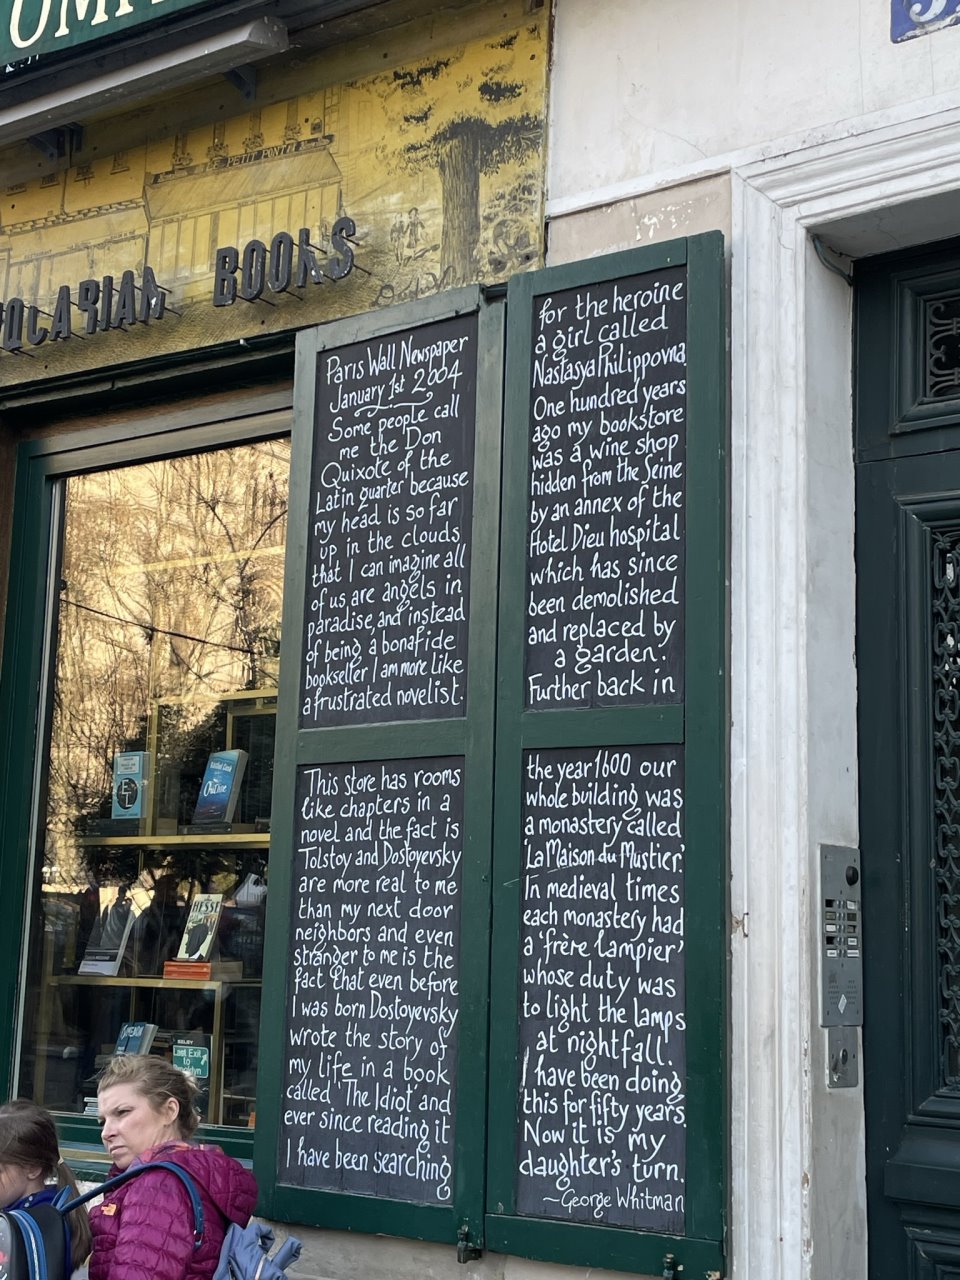 PETIT PONT
BOOKS
Paris Wall Newspaper
January 1st 2004
Some people call
me the Don
Quixote of the
Latin quarter because
my head is so far
up in the clouds
that I can imagine all
of us are angels in
paradise, and instead
of being a bonafide
bookseller I am more like
a frustrated novelist.
This store has rooms
like chapters in a
novel and the fact is
Tolstoy and Dostoyevsky
are more real to me
than my next door
neighbors and even
stranger to me is the
fact that even before
I was born Dostoyevsky
wrote the story of
my life in a book
called 'The Idiot' and
ever since reading it
I have been searching
for the heroine
a girl called
Nastasya Philippovna
One hundred years
ago my bookstore
was a wine shop
hidden from the Seine
by an annex of the
Hotel Dieu hospital
which has since
been demolished
and replaced by
a garden.
Further back in
the year 1600 our
whole building was
a monastery called
'La Maison du Mustier.'
In medieval times
each monastery had
a 'frère lampier'
whose duty was
to light the lamps
at nightfall.
I have been doing
this for fifty years.
Now it is my
daughter's turn.
~George Whitman
HESSE
Last Exit
to
Brooklyn